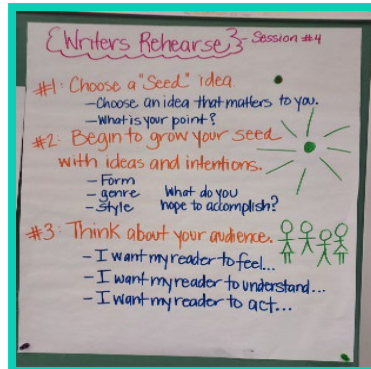 {Writers Rehearse} - Session #4
#1: Choose a "Seed" idea
- Choose an idea that matters to you.
- What is your point?
#2: Begin to grow your seed
with ideas and intentions.
- Form
- genre What do you
- style hope to accomplish?
#3: Think about your audience.
- I want my reader to feel...
- I want my reader to understand...
- I want my reader to act...